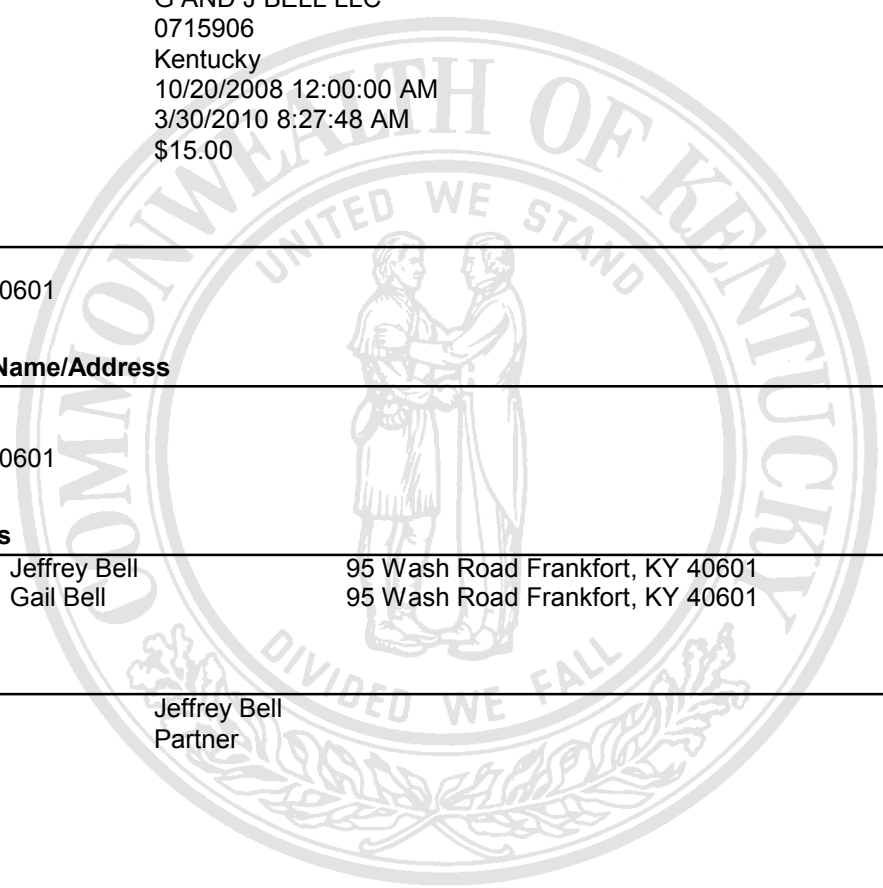 G AND J BELL LLC
0715906
Kentucky
10/20/2008 12:00:00 AM
3/30/2010 8:27:48 AM
$15.00
0601
Name/Address
0601
s
Jeffrey Bell 95 Wash Road Frankfort, KY 40601
Gail Bell 95 Wash Road Frankfort, KY 40601
Jeffrey Bell
Partner
COMMONWEALTH OF KENTUCKY
UNITED WE STAND
DIVIDED WE FALL